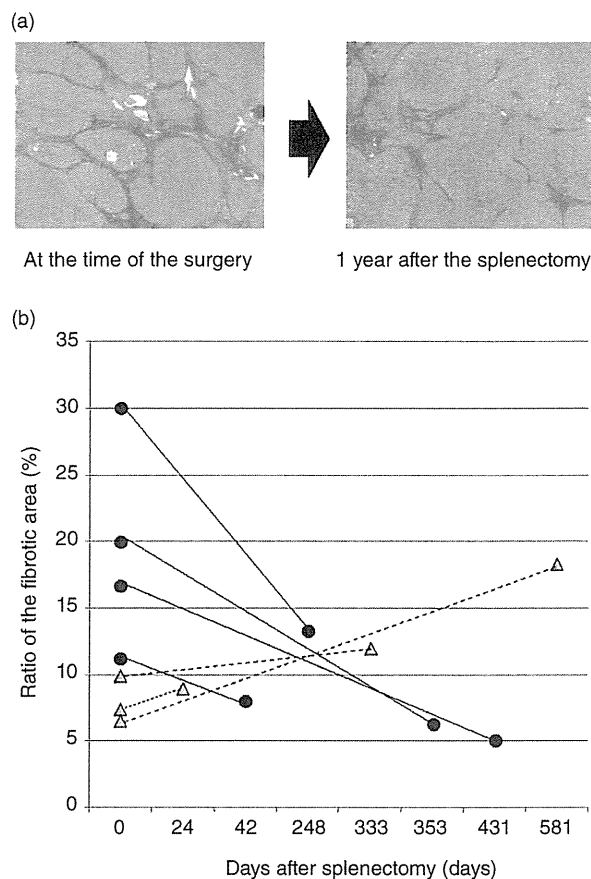 (a)
At the time of the surgery
1 year after the splenectomy
(b)
Ratio of the fibrotic area (%)
35
30
25
20
15
10
5
0
0 24 42 248 333 353 431 581
Days after splenectomy (days)